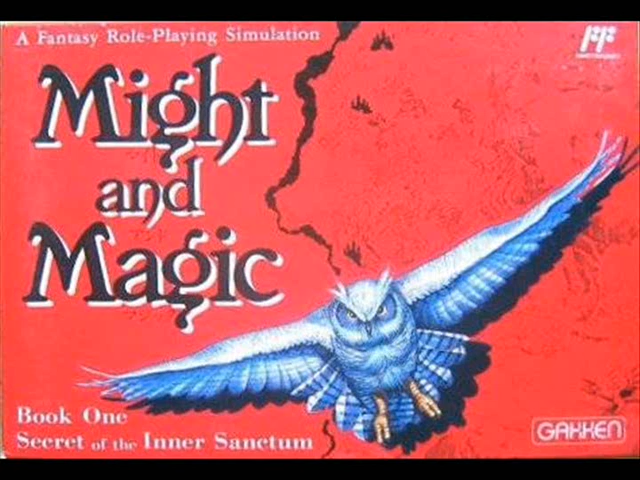 A Fantasy Role-Playing Simulation
Might
and
Magic
Book One
Secret of the Inner Sanctum
GAKKEN